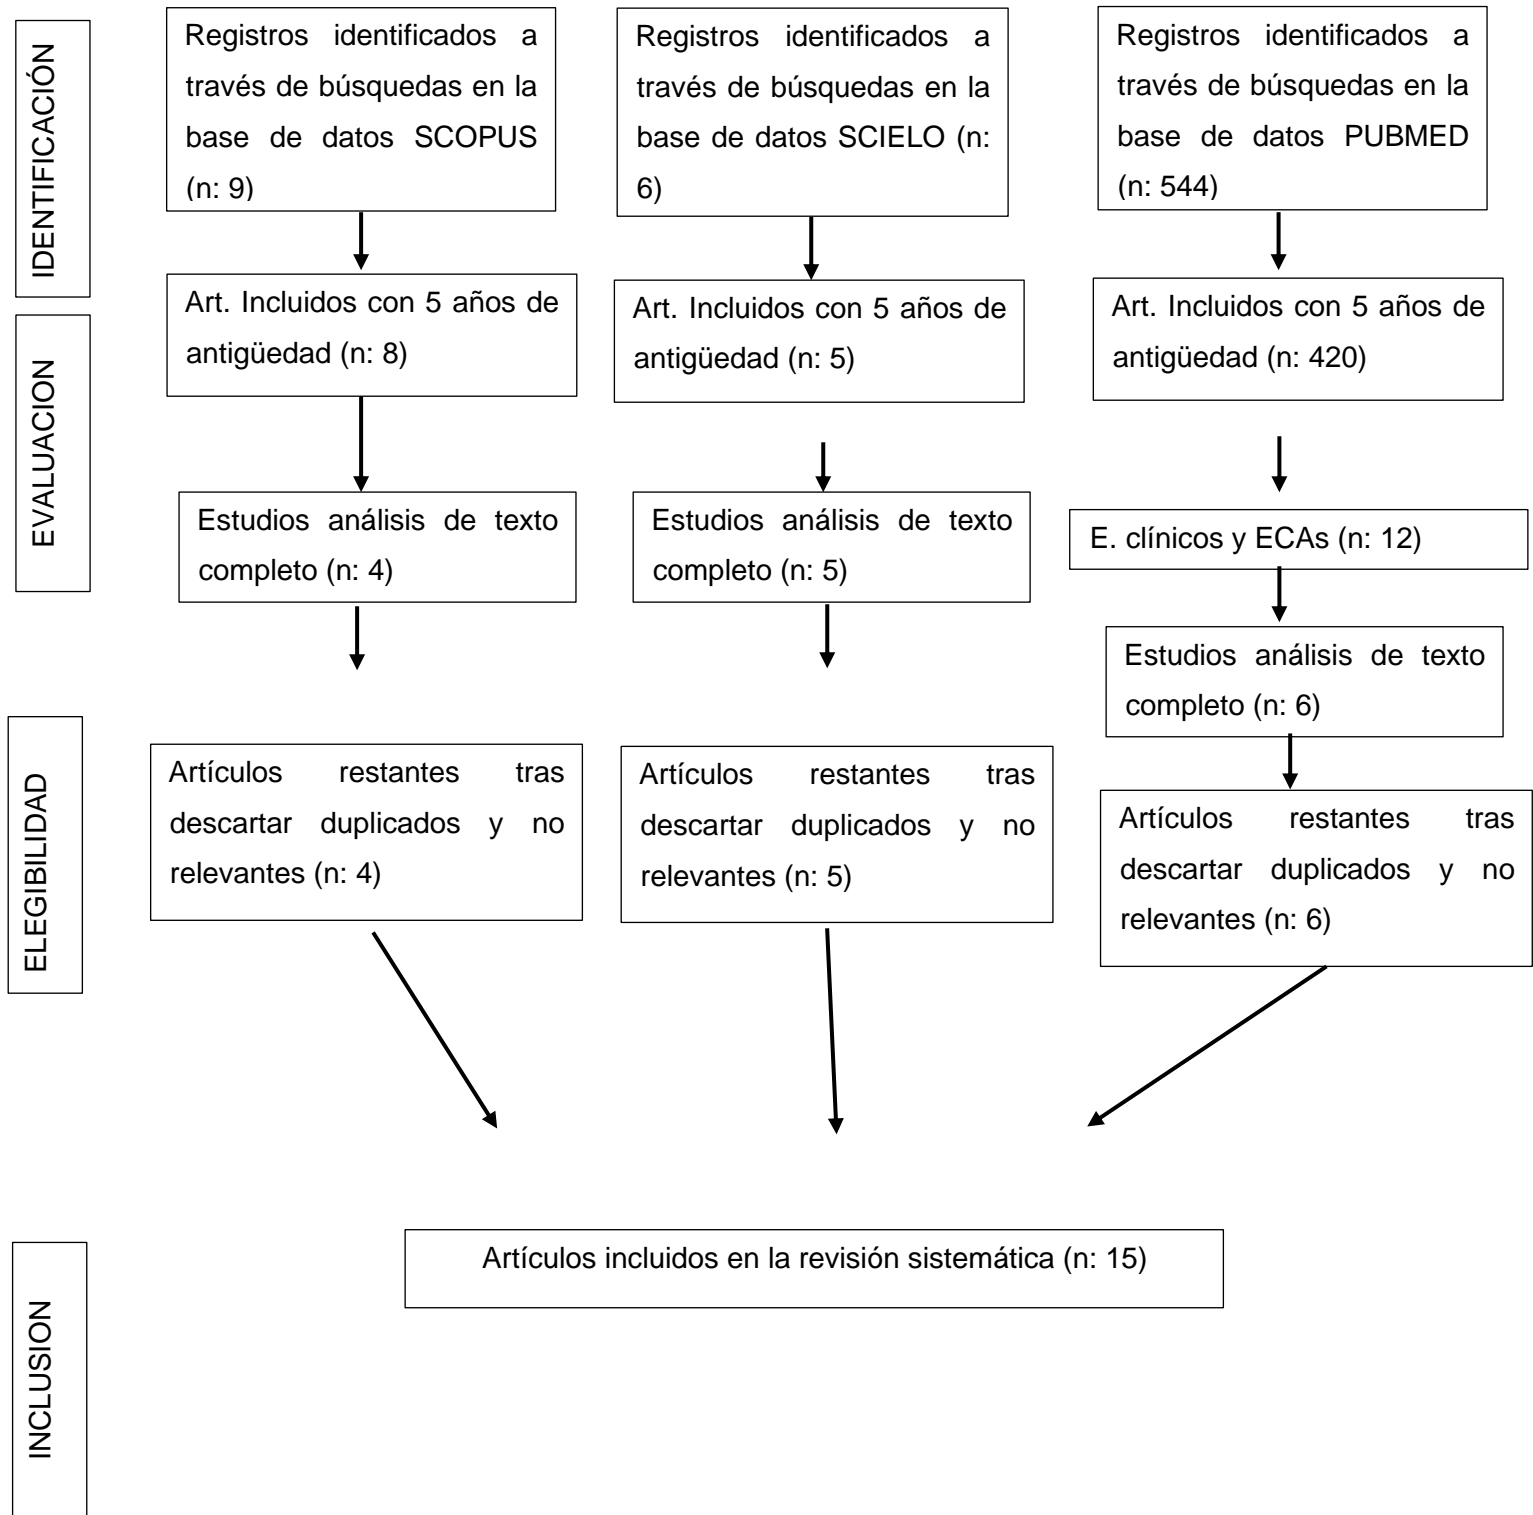 IDENTIFICACIÓN
Registros identificados a
través de búsquedas en la
base de datos SCOPUS
(n: 9)
Registros identificados a
través de búsquedas en la
base de datos SCIELO (n:
6)
Registros identificados a
través de búsquedas en la
base de datos PUBMED
(n: 544)
EVALUACION
Art. Incluidos con 5 años de
antigüedad (n: 8)
Art. Incluidos con 5 años de
antigüedad (n: 5)
Art. Incluidos con 5 años de
antigüedad (n: 420)
Estudios análisis de texto
completo (n: 4)
Estudios análisis de texto
completo (n: 5)
E. clínicos y ECAs (n: 12)
Estudios análisis de texto
completo (n: 6)
ELEGIBILIDAD
Artículos restantes tras
descartar duplicados y no
relevantes (n: 4)
Artículos restantes tras
descartar duplicados y no
relevantes (n: 5)
Artículos restantes tras
descartar duplicados y no
relevantes (n: 6)
INCLUSION
Artículos incluidos en la revisión sistemática (n: 15)